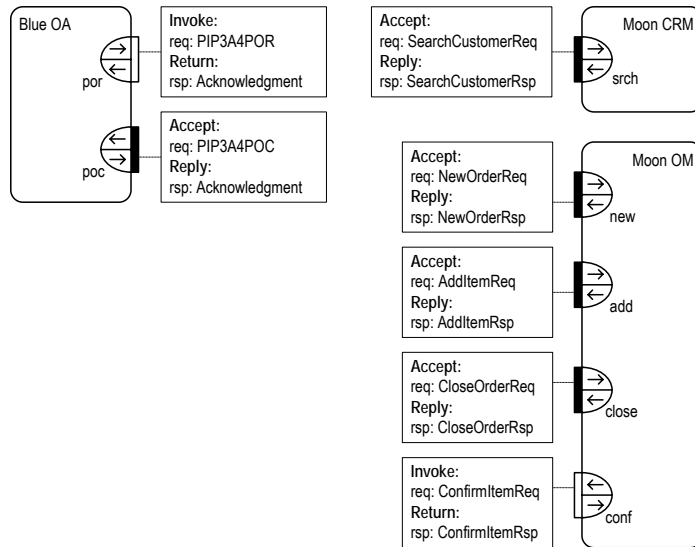 Blue OA
por
poc
Invoke:
req: PIP3A4POR
Return:
rsp: Acknowledgment
Accept:
req: PIP3A4POC
Reply:
rsp: Acknowledgment
Accept:
req: SearchCustomerReq
Reply:
rsp: SearchCustomerRsp
Moon CRM
srch
Moon OM
Accept:
req: NewOrderReq
Reply:
rsp: NewOrderRsp
new
Accept:
req: AddItemReq
Reply:
rsp: AddItemRsp
add
Accept:
req: CloseOrderReq
Reply:
rsp: CloseOrderRsp
close
Invoke:
req: ConfirmItemReq
Return:
rsp: ConfirmItemRsp
conf